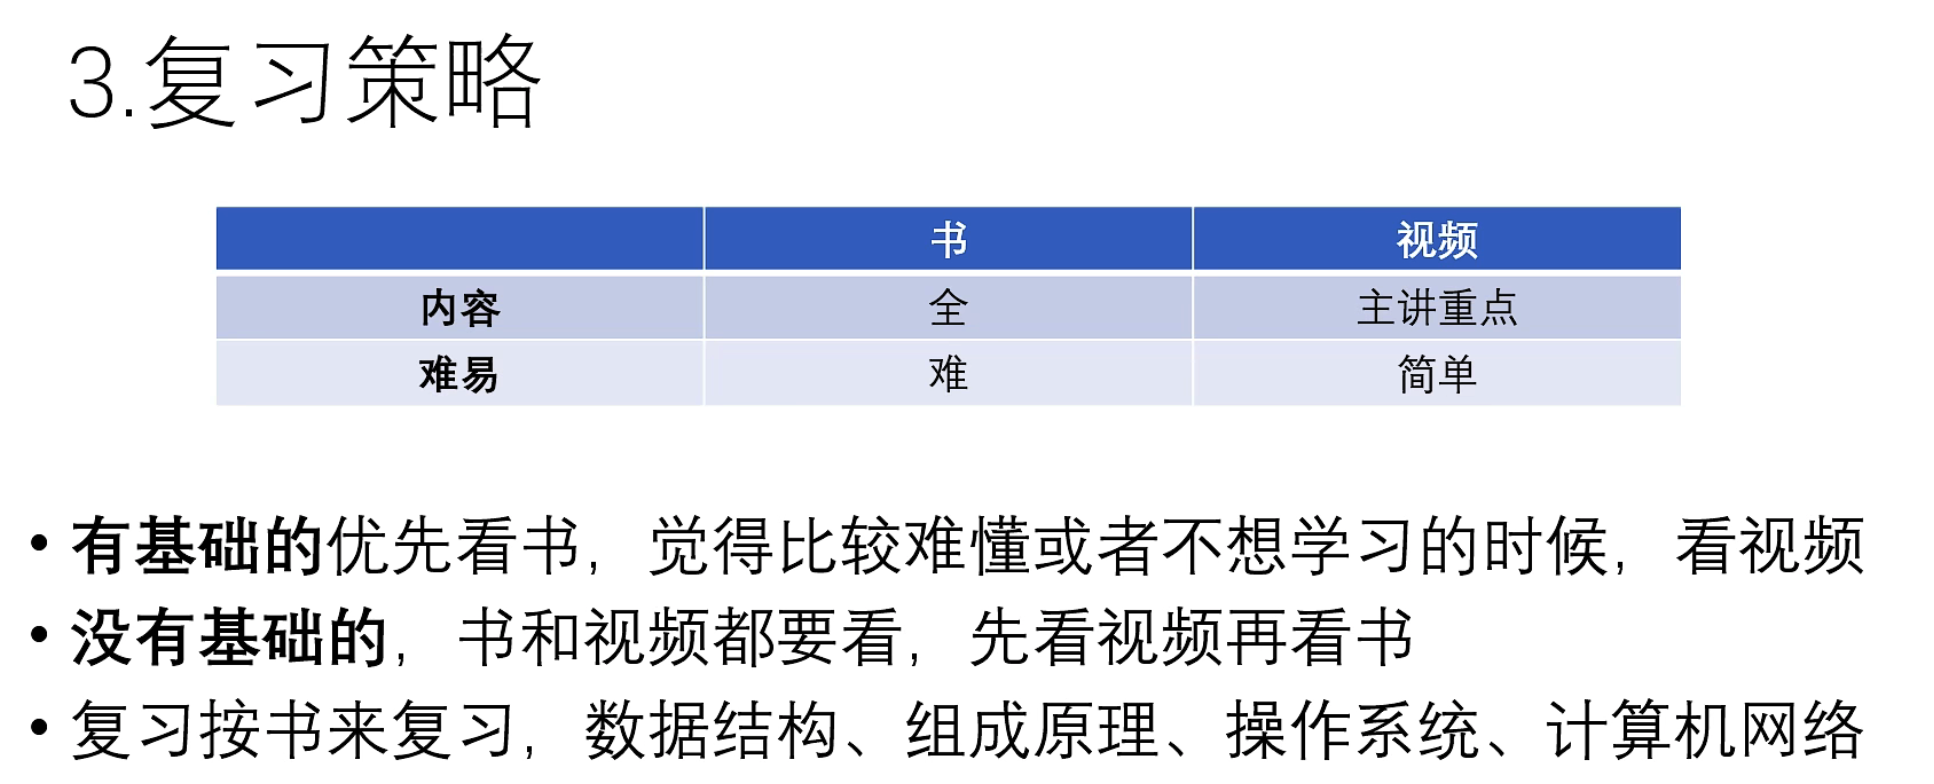 3.复习策略
书 视频
内容 全 主讲重点
难易 难 简单
• 有基础的优先看书，觉得比较难懂或者不想学习的时候，看视频
• 没有基础的，书和视频都要看，先看视频再看书
• 复习按书来复习，数据结构、组成原理、操作系统、计算机网络